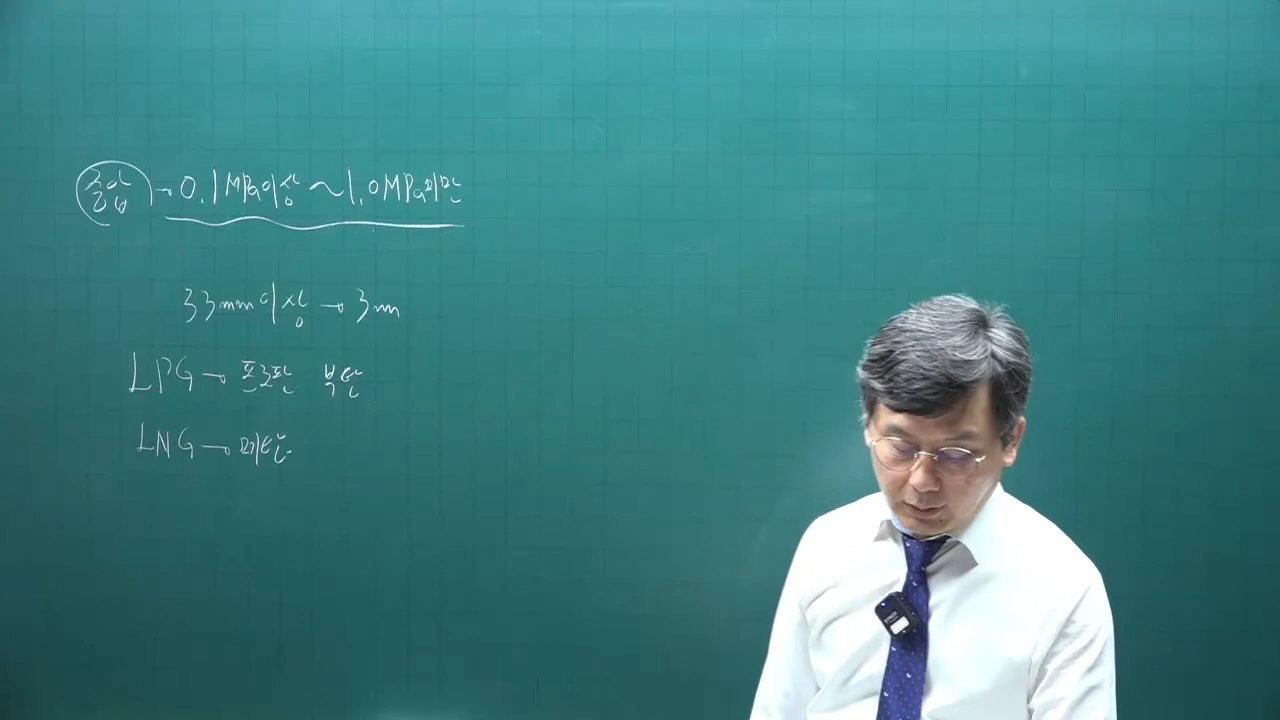 중압 → 0.1MPa이상 ~ 1.0MPa미만
33mm이상 → 3mm
LPG → 프로판 부탄
LNG → 메탄